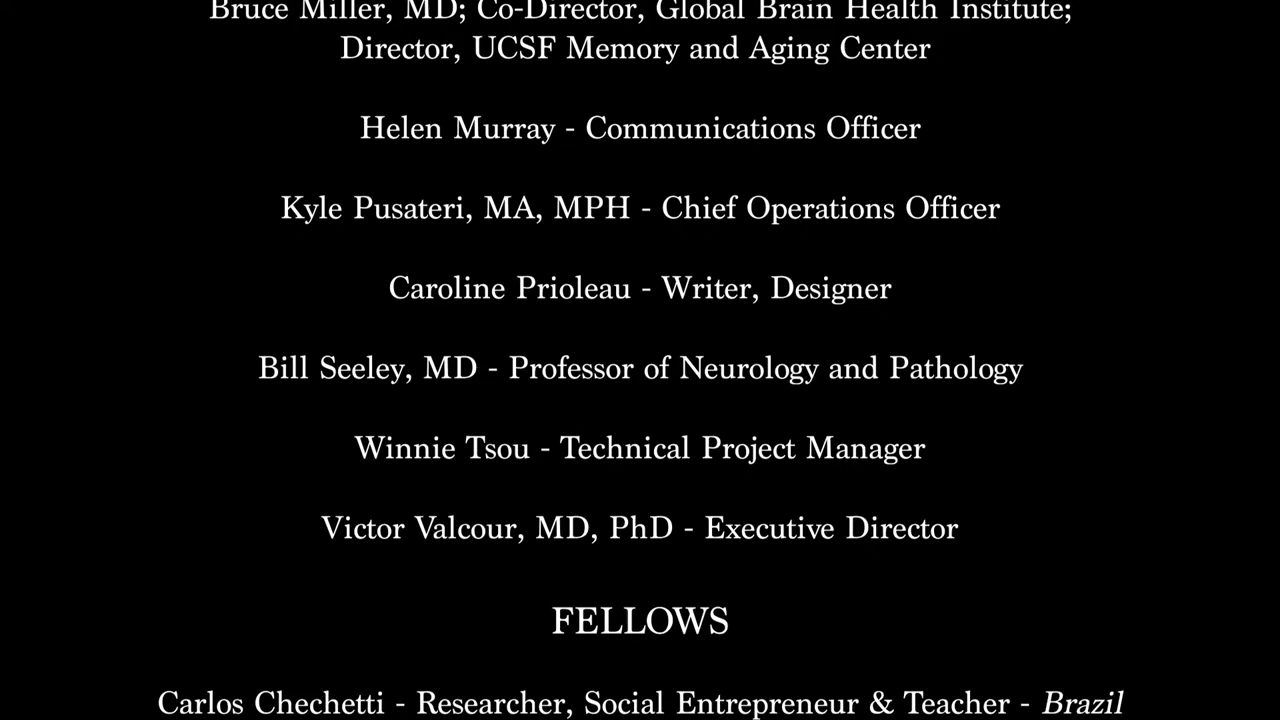 Bruce Miller, MD; Co-Director, Global Brain Health Institute;
Director, UCSF Memory and Aging Center
Helen Murray - Communications Officer
Kyle Pusateri, MA, MPH - Chief Operations Officer
Caroline Prioleau - Writer, Designer
Bill Seeley, MD - Professor of Neurology and Pathology
Winnie Tsou - Technical Project Manager
Victor Valcour, MD, PhD - Executive Director
FELLOWS
Carlos Chechetti - Researcher, Social Entrepreneur & Teacher - Brazil